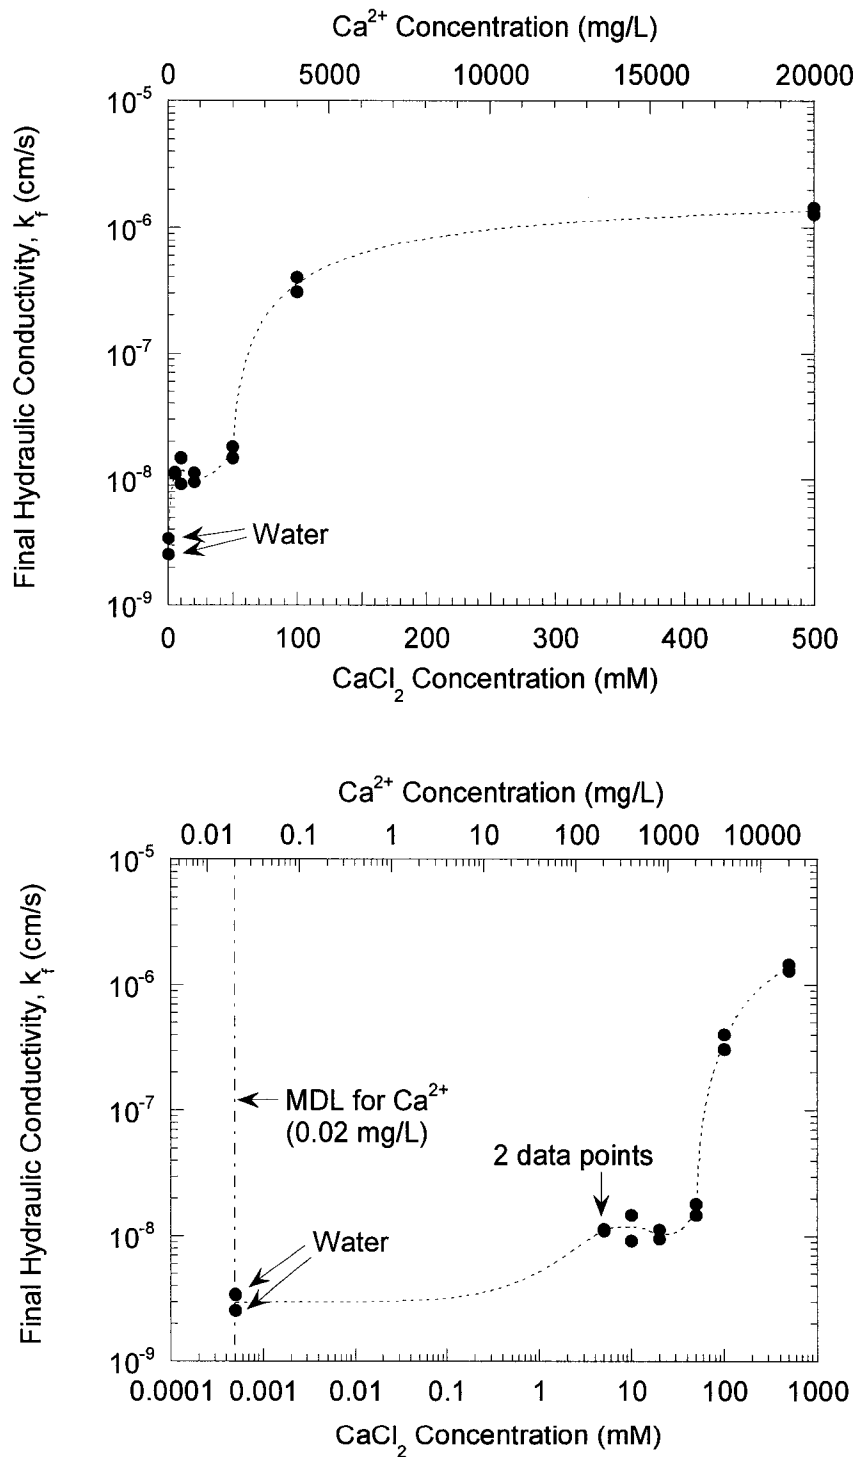 Ca²⁺ Concentration (mg/L)
0 5000 10000 15000 20000
Final Hydraulic Conductivity, k_f (cm/s)
10⁻⁵
10⁻⁶
10⁻⁷
10⁻⁸
10⁻⁹
Water
0 100 200 300 400 500
CaCl₂ Concentration (mM)
Ca²⁺ Concentration (mg/L)
0.01 0.1 1 10 100 1000 10000
Final Hydraulic Conductivity, k_f (cm/s)
10⁻⁵
10⁻⁶
10⁻⁷
10⁻⁸
10⁻⁹
MDL for Ca²⁺
(0.02 mg/L)
2 data points
Water
0.0001 0.001 0.01 0.1 1 10 100 1000
CaCl₂ Concentration (mM)